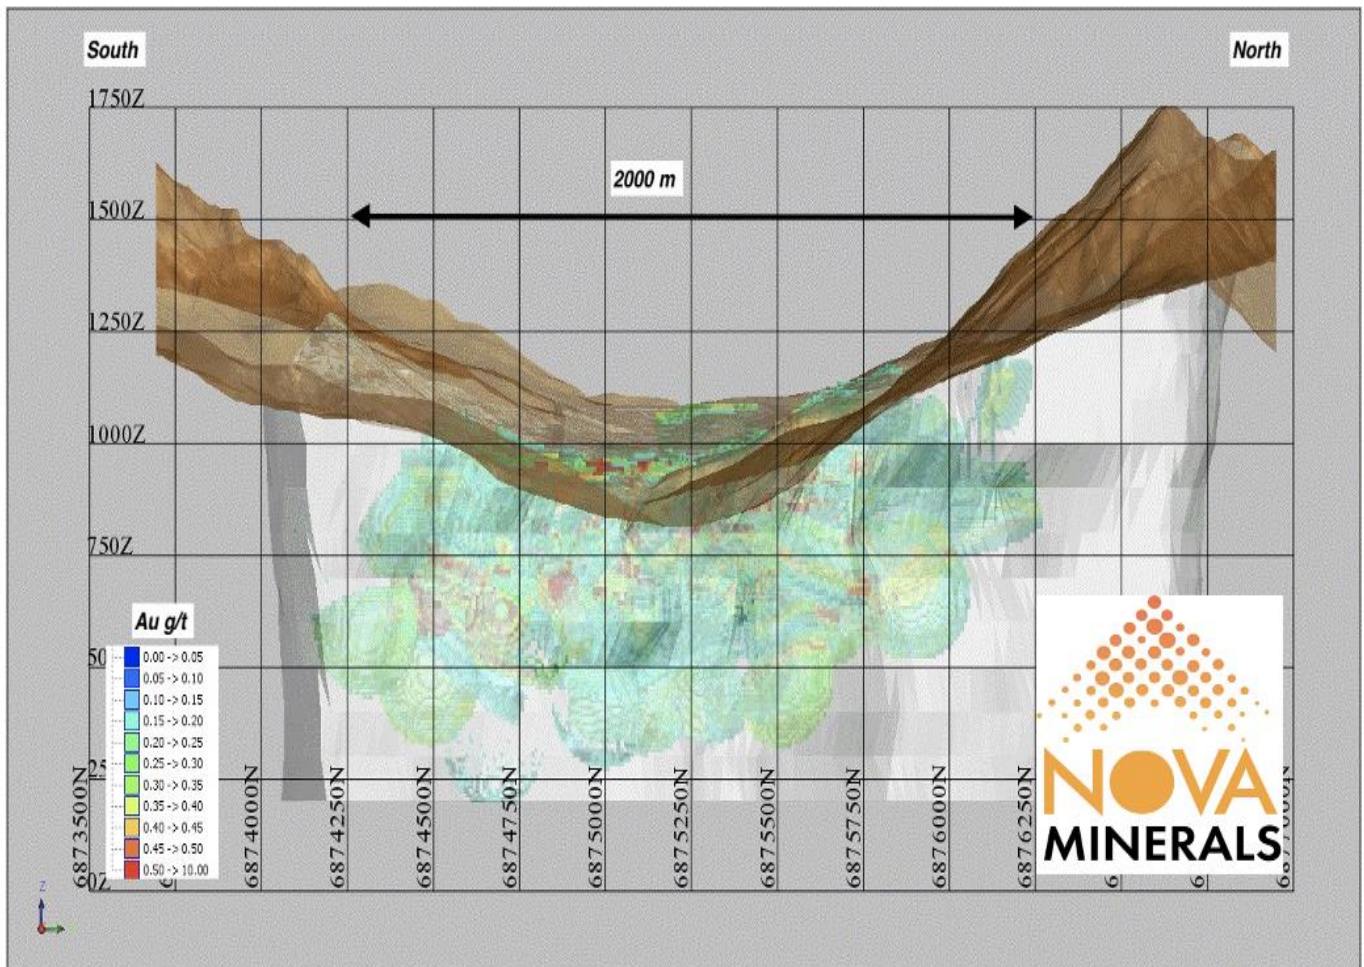 South
North
1750Z
2000 m
1500Z
1250Z
1000Z
750Z
Au g/t
0.00 -> 0.05
0.05 -> 0.10
0.10 -> 0.15
0.15 -> 0.20
0.20 -> 0.25
0.25 -> 0.30
0.30 -> 0.35
0.35 -> 0.40
0.40 -> 0.45
0.45 -> 0.50
0.50 -> 10.00
50
25
0Z
6873500N
6874000N
6874250N
6874500N
6874750N
6875000N
6875250N
6875500N
6875750N
6876000N
6876250N
NOVA
MINERALS
Z